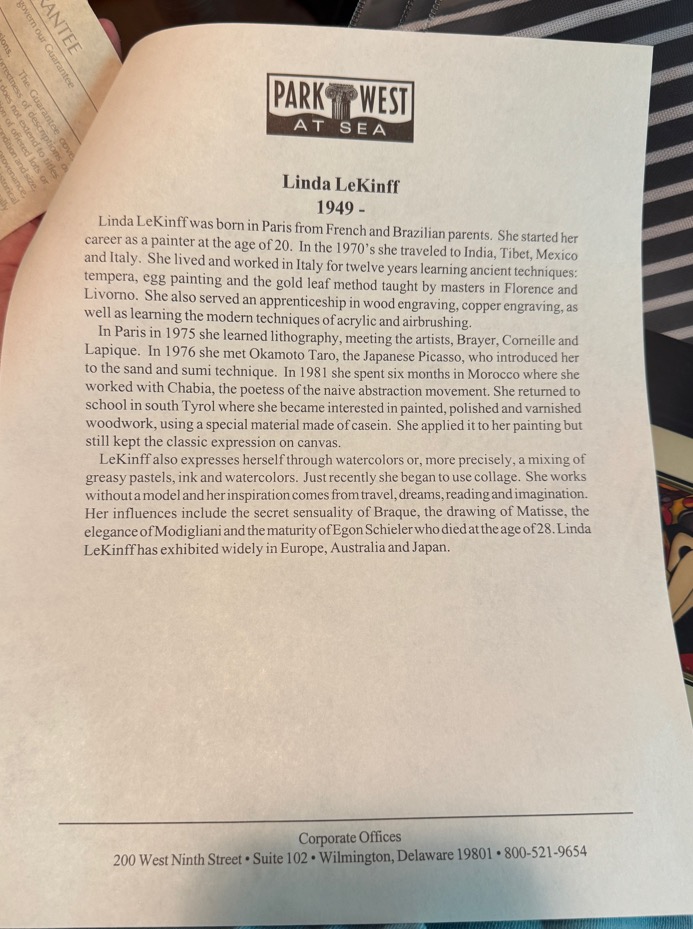 RANTEE
govern our Guarantee
The Guarantee
PARK WEST
AT SEA
Linda LeKinff
1949 -
Linda LeKinff was born in Paris from French and Brazilian parents. She started her
career as a painter at the age of 20. In the 1970's she traveled to India, Tibet, Mexico
and Italy. She lived and worked in Italy for twelve years learning ancient techniques:
tempera, egg painting and the gold leaf method taught by masters in Florence and
Livorno. She also served an apprenticeship in wood engraving, copper engraving, as
well as learning the modern techniques of acrylic and airbrushing.
In Paris in 1975 she learned lithography, meeting the artists, Brayer, Corneille and
Lapique. In 1976 she met Okamoto Taro, the Japanese Picasso, who introduced her
to the sand and sumi technique. In 1981 she spent six months in Morocco where she
worked with Chabia, the poetess of the naive abstraction movement. She returned to
school in south Tyrol where she became interested in painted, polished and varnished
woodwork, using a special material made of casein. She applied it to her painting but
still kept the classic expression on canvas.
LeKinff also expresses herself through watercolors or, more precisely, a mixing of
greasy pastels, ink and watercolors. Just recently she began to use collage. She works
without a model and her inspiration comes from travel, dreams, reading and imagination.
Her influences include the secret sensuality of Braque, the drawing of Matisse, the
elegance of Modigliani and the maturity of Egon Schieler who died at the age of 28. Linda
LeKinff has exhibited widely in Europe, Australia and Japan.
Corporate Offices
200 West Ninth Street • Suite 102 • Wilmington, Delaware 19801 • 800-521-9654